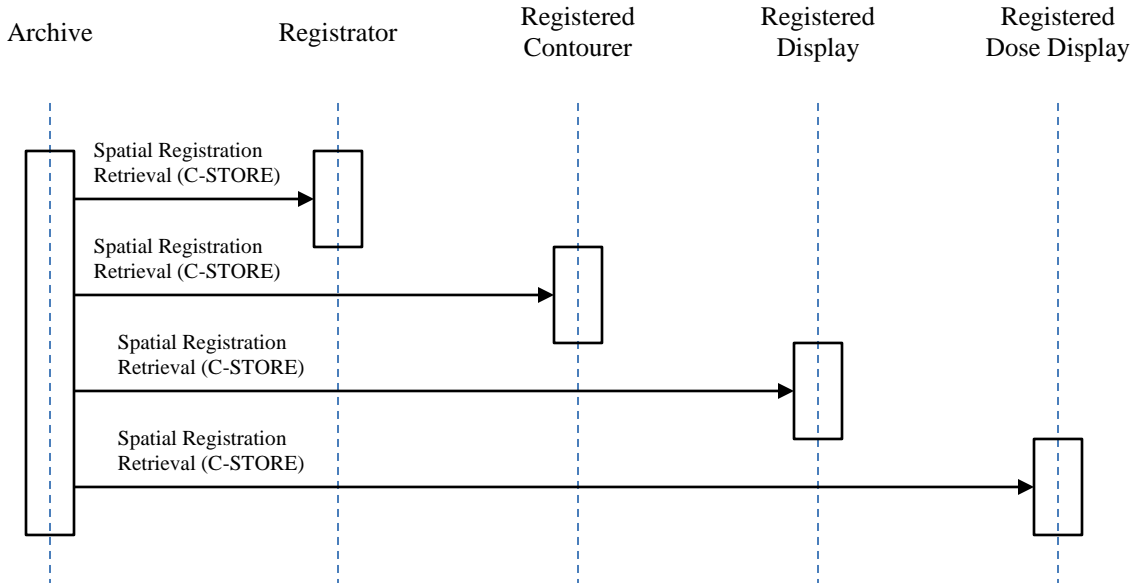 Archive
Registrator
Registered
Contourer
Registered
Display
Registered
Dose Display
Spatial Registration
Retrieval (C-STORE)
Spatial Registration
Retrieval (C-STORE)
Spatial Registration
Retrieval (C-STORE)
Spatial Registration
Retrieval (C-STORE)